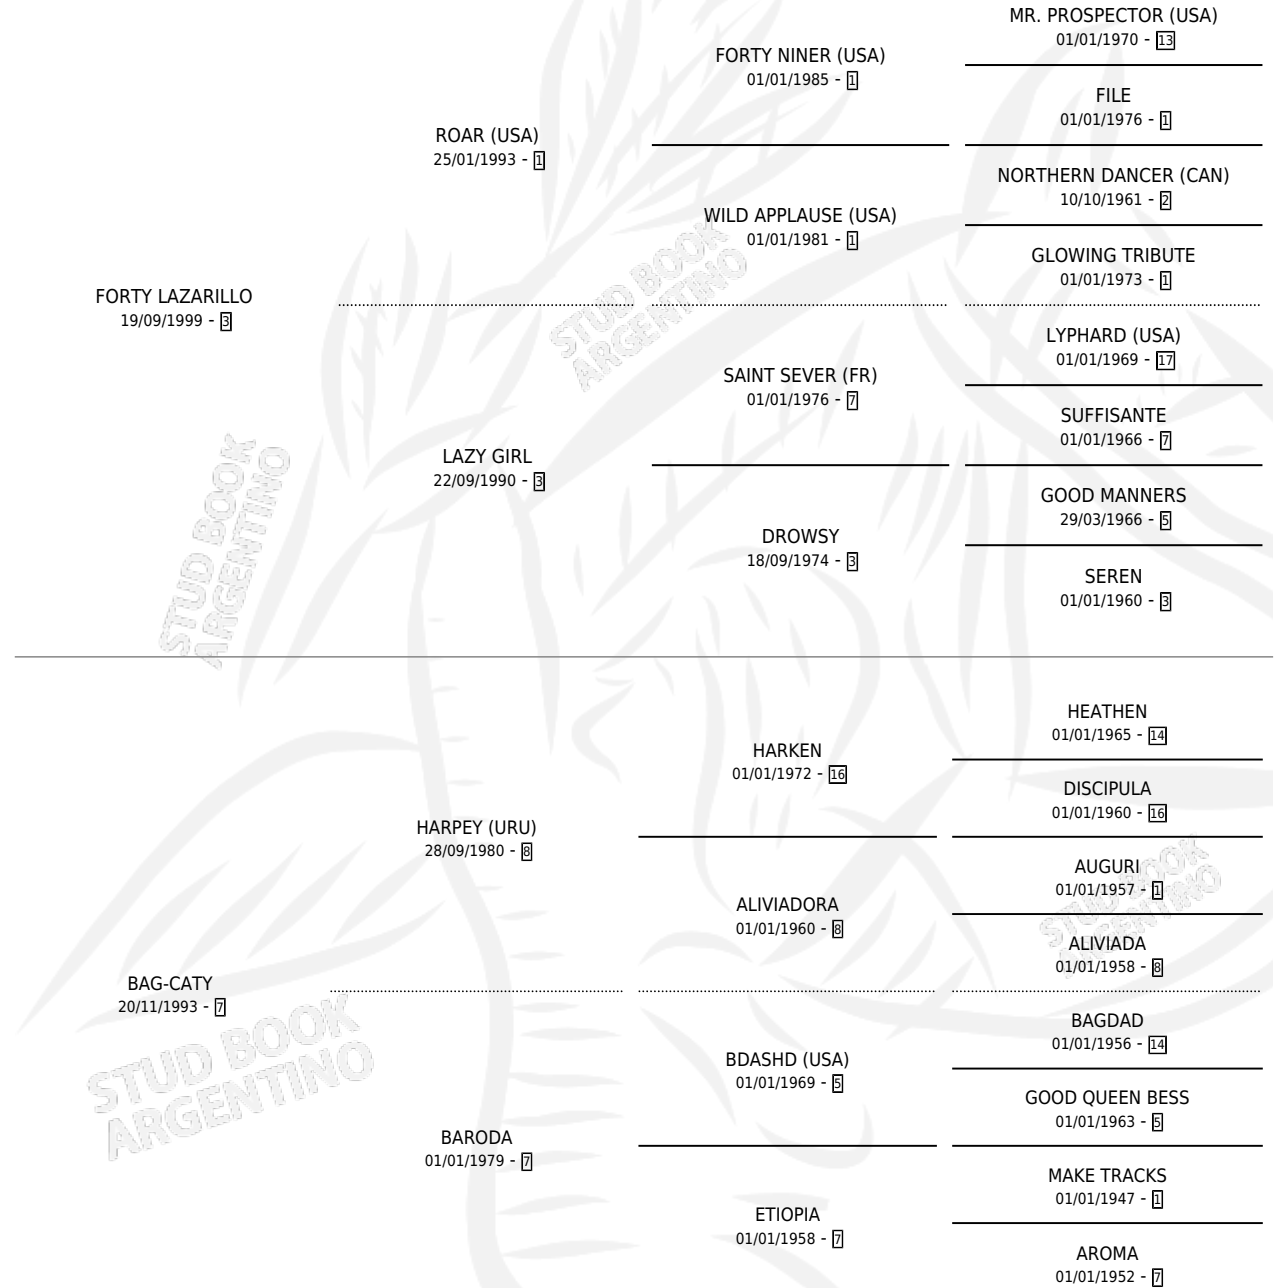 MR. PROSPECTOR (USA)
01/01/1970 - 13
FORTY NINER (USA)
01/01/1985 - 1
FILE
01/01/1976 - 1
ROAR (USA)
25/01/1993 - 1
NORTHERN DANCER (CAN)
10/10/1961 - 2
WILD APPLAUSE (USA)
01/01/1981 - 1
GLOWING TRIBUTE
01/01/1973 - 1
FORTY LAZARILLO
19/09/1999 - 3
STUD BOOK
ARGENTINO
LYPHARD (USA)
01/01/1969 - 17
SAINT SEVER (FR)
01/01/1976 - 7
SUFFISANTE
01/01/1966 - 7
LAZY GIRL
22/09/1990 - 3
GOOD MANNERS
29/03/1966 - 5
DROWSY
18/09/1974 - 3
SEREN
01/01/1960 - 3
STUD BOOK
ARGENTINO
HEATHEN
01/01/1965 - 14
HARKEN
01/01/1972 - 16
DISCIPULA
01/01/1960 - 16
HARPEY (URU)
28/09/1980 - 8
AUGURI
01/01/1957 - 1
ALIVIADORA
01/01/1960 - 8
ALIVIADA
01/01/1958 - 8
STUD BOOK
ARGENTINO
BAG-CATY
20/11/1993 - 7
BAGDAD
01/01/1956 - 14
BDASHD (USA)
01/01/1969 - 5
GOOD QUEEN BESS
01/01/1963 - 5
STUD BOOK
ARGENTINO
BARODA
01/01/1979 - 7
MAKE TRACKS
01/01/1947 - 1
ETIOPIA
01/01/1958 - 7
AROMA
01/01/1952 - 7